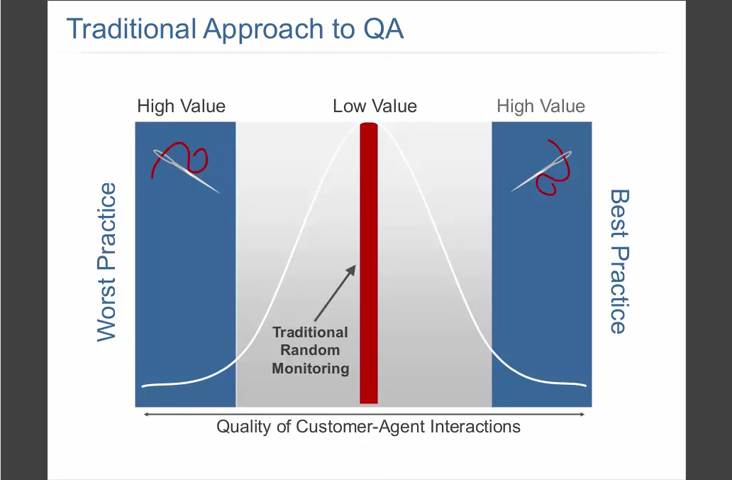 Traditional Approach to QA
High Value
Low Value
High Value
Worst Practice
Best Practice
Traditional
Random
Monitoring
Quality of Customer-Agent Interactions